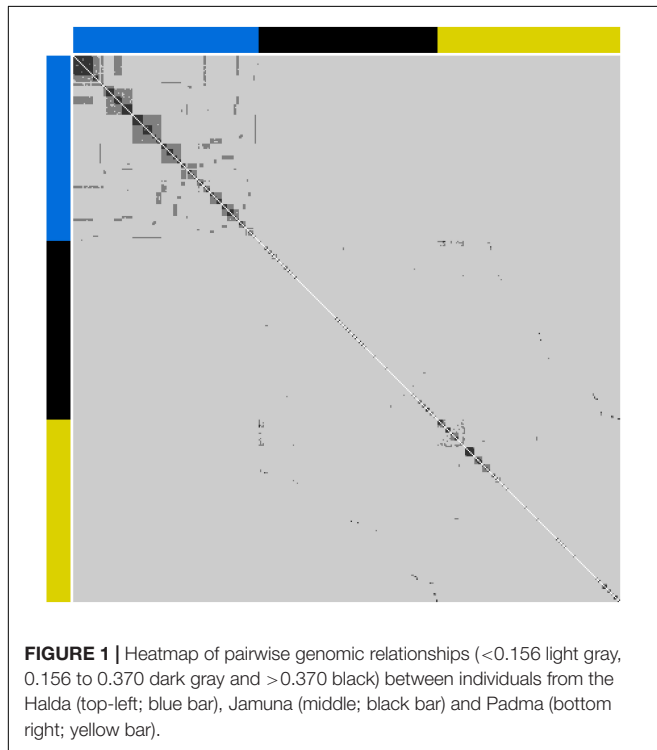 FIGURE 1 | Heatmap of pairwise genomic relationships (<0.156 light gray,
0.156 to 0.370 dark gray and >0.370 black) between individuals from the
Halda (top-left; blue bar), Jamuna (middle; black bar) and Padma (bottom
right; yellow bar).